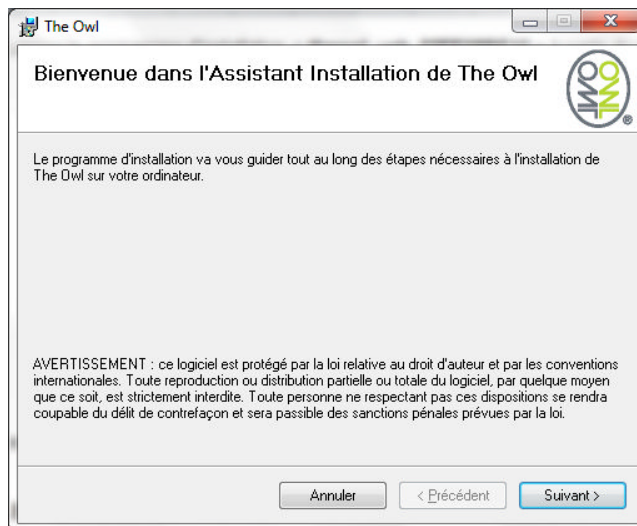 The Owl
Bienvenue dans l'Assistant Installation de The Owl
OWL
OWL
®
Le programme d'installation va vous guider tout au long des étapes nécessaires à l'installation de
The Owl sur votre ordinateur.
AVERTISSEMENT : ce logiciel est protégé par la loi relative au droit d'auteur et par les conventions
internationales. Toute reproduction ou distribution partielle ou totale du logiciel, par quelque moyen
que ce soit, est strictement interdite. Toute personne ne respectant pas ces dispositions se rendra
coupable du délit de contrefaçon et sera passible des sanctions pénales prévues par la loi.
Annuler
< Précédent
Suivant >